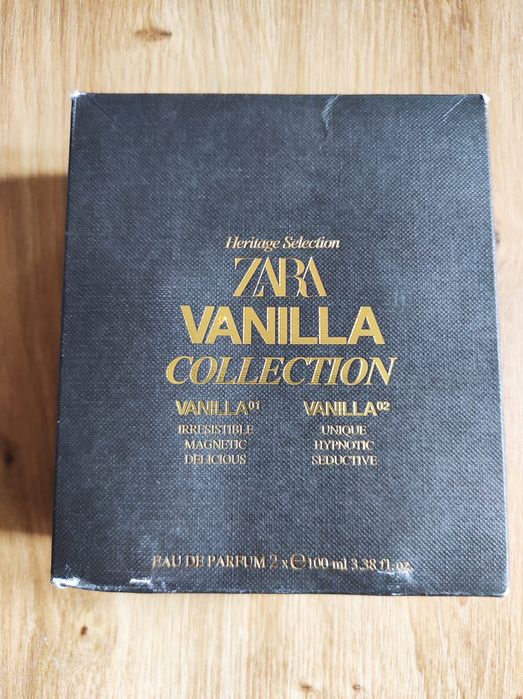 Heritage Selection
ZARA
VANILLA
COLLECTION
VANILLA⁰¹ VANILLA⁰²
IRRESISTIBLE UNIQUE
MAGNETIC HYPNOTIC
DELICIOUS SEDUCTIVE
EAU DE PARFUM 2 x ℮100 ml 3.38 fl. oz.